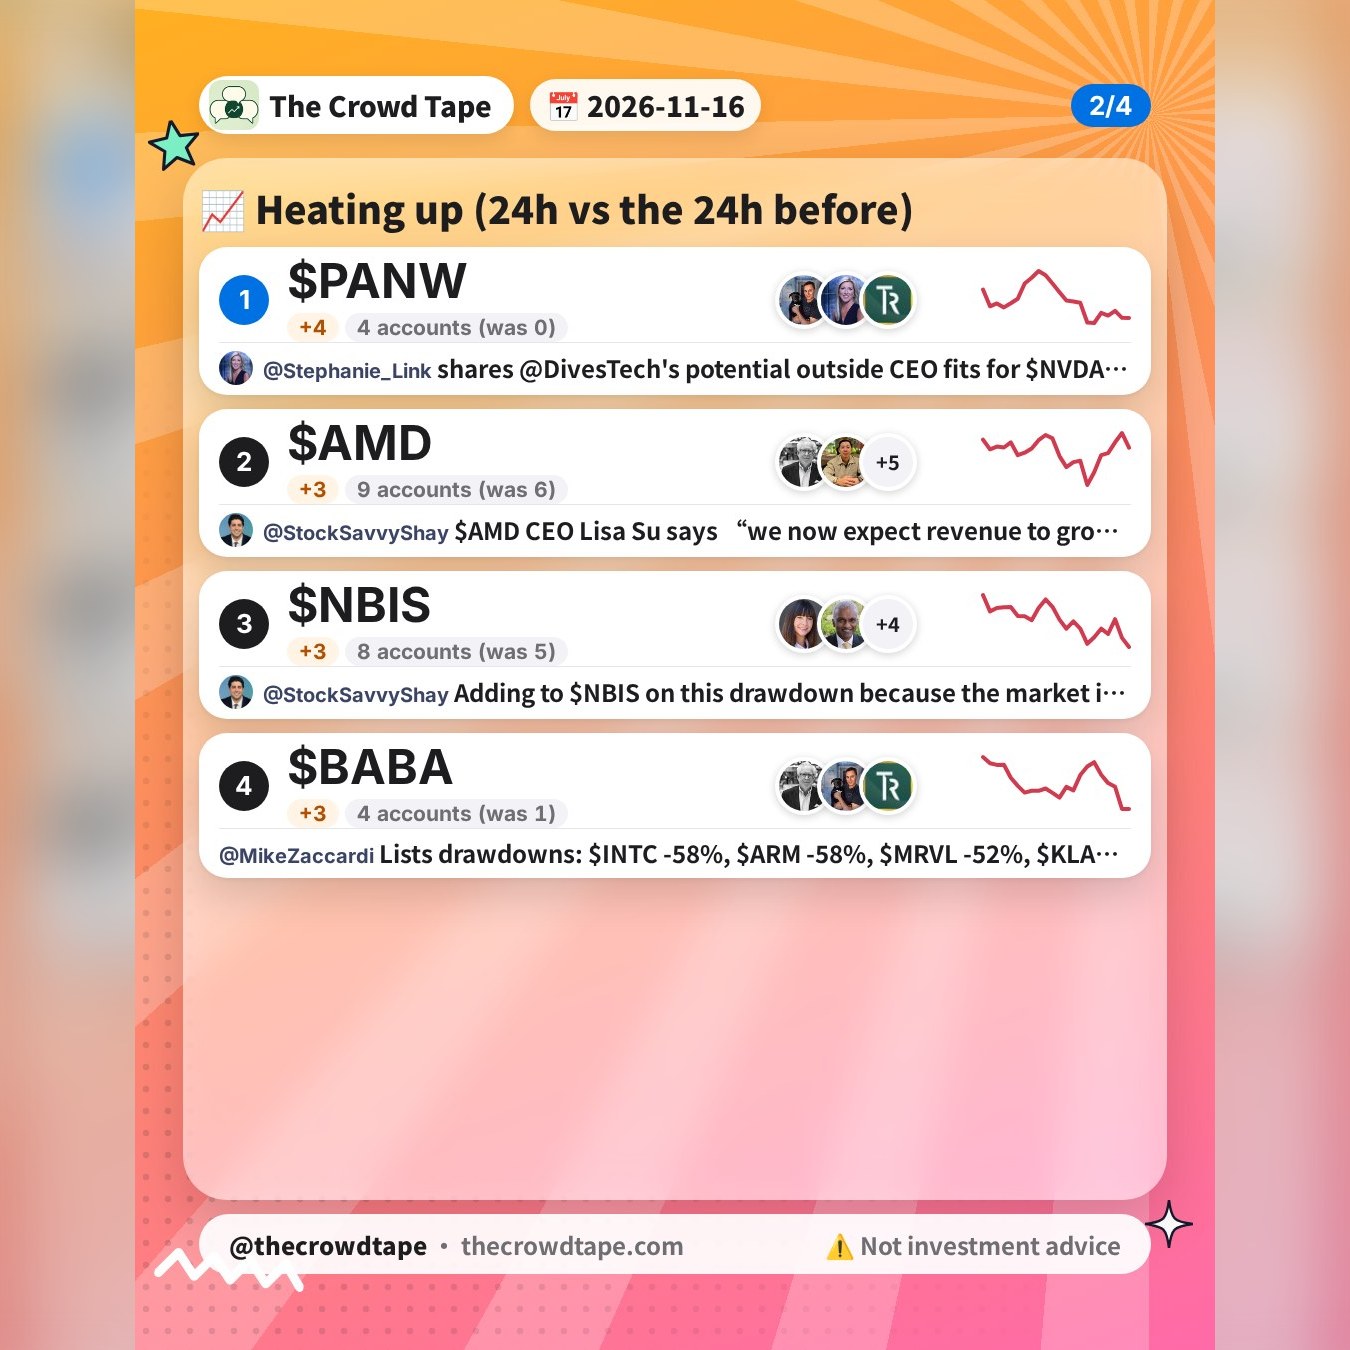 The Crowd Tape
2026-11-16
2/4
Heating up (24h vs the 24h before)
1
$PANW
+4 4 accounts (was 0)
TR
@Stephanie_Link shares @DivesTech's potential outside CEO fits for $NVDA⋯
2
$AMD
+3 9 accounts (was 6)
+5
@StockSavvyShay $AMD CEO Lisa Su says “we now expect revenue to gro⋯
3
$NBIS
+3 8 accounts (was 5)
+4
@StockSavvyShay Adding to $NBIS on this drawdown because the market i⋯
4
$BABA
+3 4 accounts (was 1)
TR
@MikeZaccardi Lists drawdowns: $INTC -58%, $ARM -58%, $MRVL -52%, $KLA⋯
@thecrowdtape • thecrowdtape.com
⚠️ Not investment advice